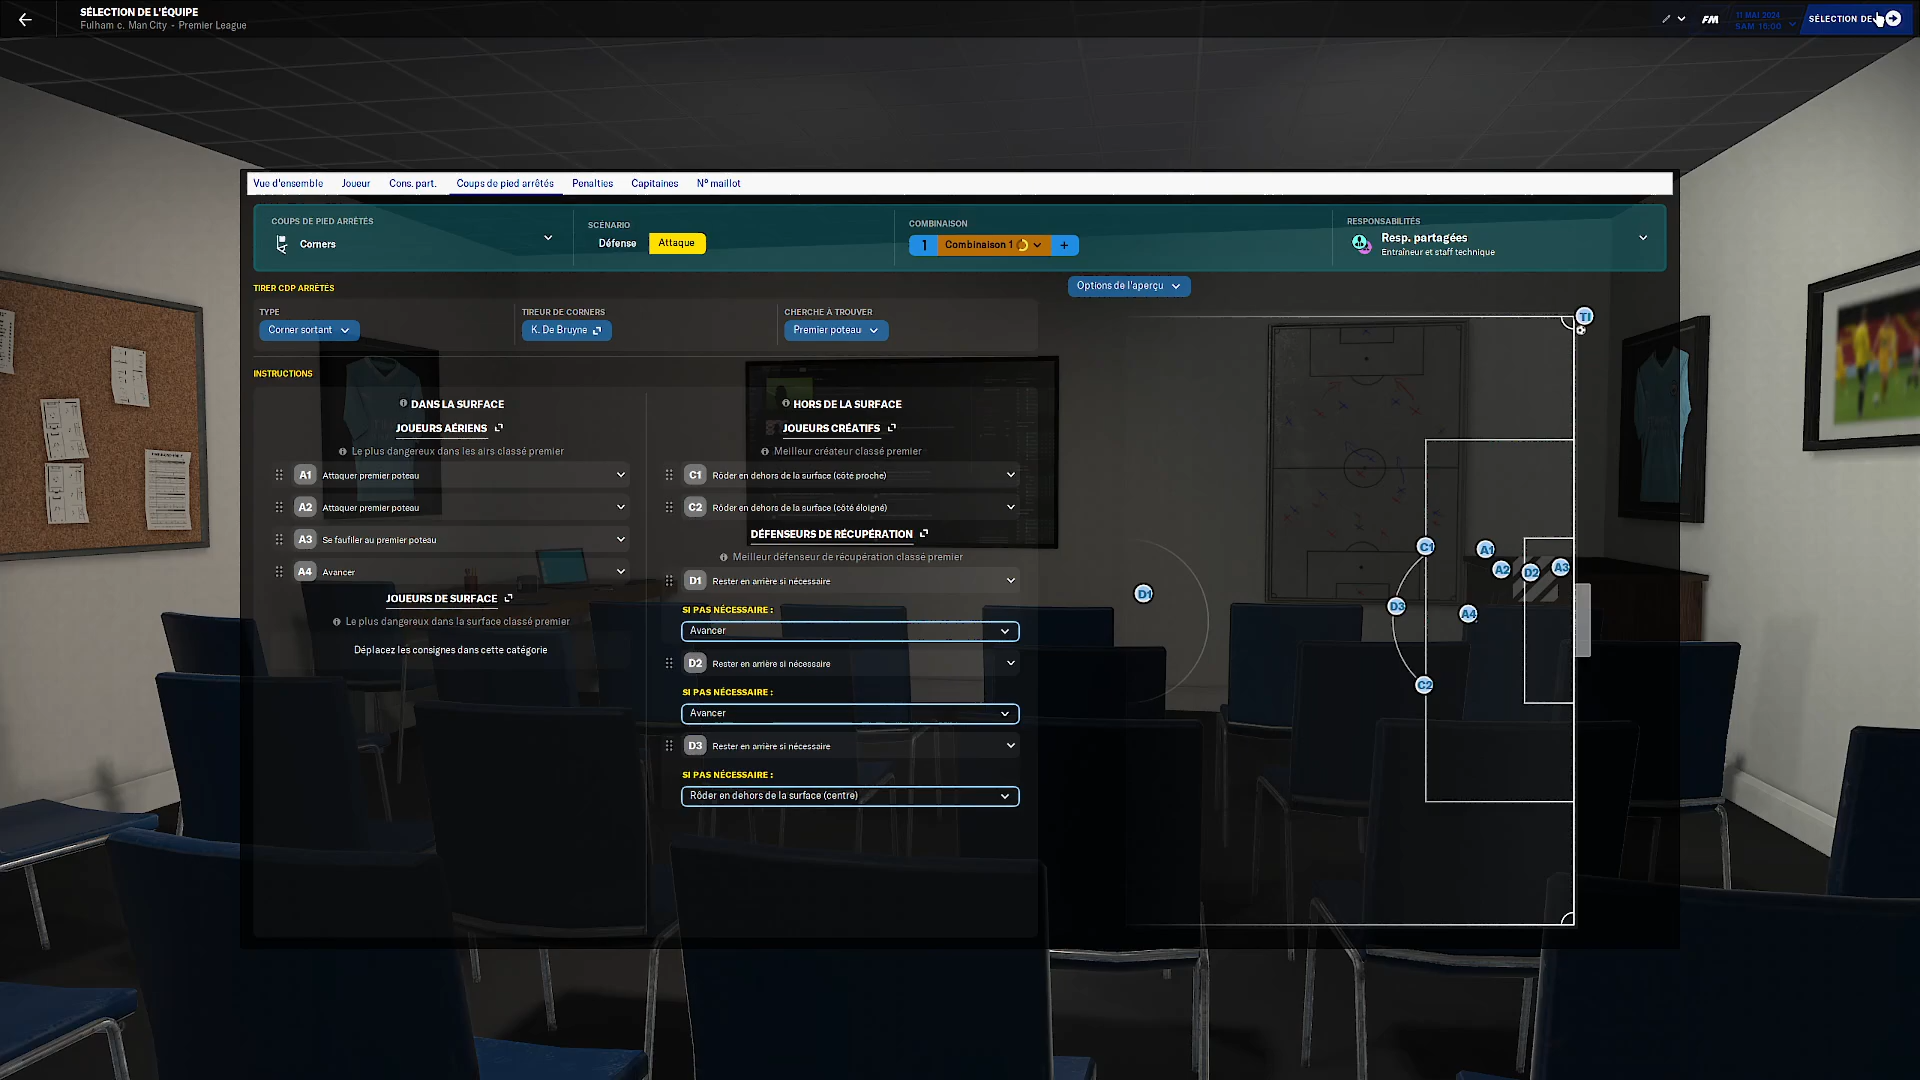 SÉLECTION DE L'ÉQUIPE
Fulham c. Man City - Premier League
FM
11 MAI 2024
SAM 16:00
SÉLECTION DE
Vue d'ensemble
Joueur
Cons. part.
Coups de pied arrêtés
Penalties
Capitaines
N° maillot
COUPS DE PIED ARRÊTÉS
Corners
SCÉNARIO
Défense
Attaque
COMBINAISON
1
Combinaison 1
+
RESPONSABILITÉS
Resp. partagées
Entraîneur et staff technique
TIRER CDP ARRÊTÉS
Options de l'aperçu
TYPE
Corner sortant
TIREUR DE CORNERS
K. De Bruyne
CHERCHE À TROUVER
Premier poteau
INSTRUCTIONS
DANS LA SURFACE
JOUEURS AÉRIENS
Le plus dangereux dans les airs classé premier
A1 Attaquer premier poteau
A2 Attaquer premier poteau
A3 Se faufiler au premier poteau
A4 Avancer
JOUEURS DE SURFACE
Le plus dangereux dans la surface classé premier
Déplacez les consignes dans cette catégorie
HORS DE LA SURFACE
JOUEURS CRÉATIFS
Meilleur créateur classé premier
C1 Rôder en dehors de la surface (côté proche)
C2 Rôder en dehors de la surface (côté éloigné)
DÉFENSEURS DE RÉCUPÉRATION
Meilleur défenseur de récupération classé premier
D1 Rester en arrière si nécessaire
SI PAS NÉCESSAIRE :
Avancer
D2 Rester en arrière si nécessaire
SI PAS NÉCESSAIRE :
Avancer
D3 Rester en arrière si nécessaire
SI PAS NÉCESSAIRE :
Rôder en dehors de la surface (centre)
TI
C1
A1
A2
D2
A3
D1
D3
A4
C2